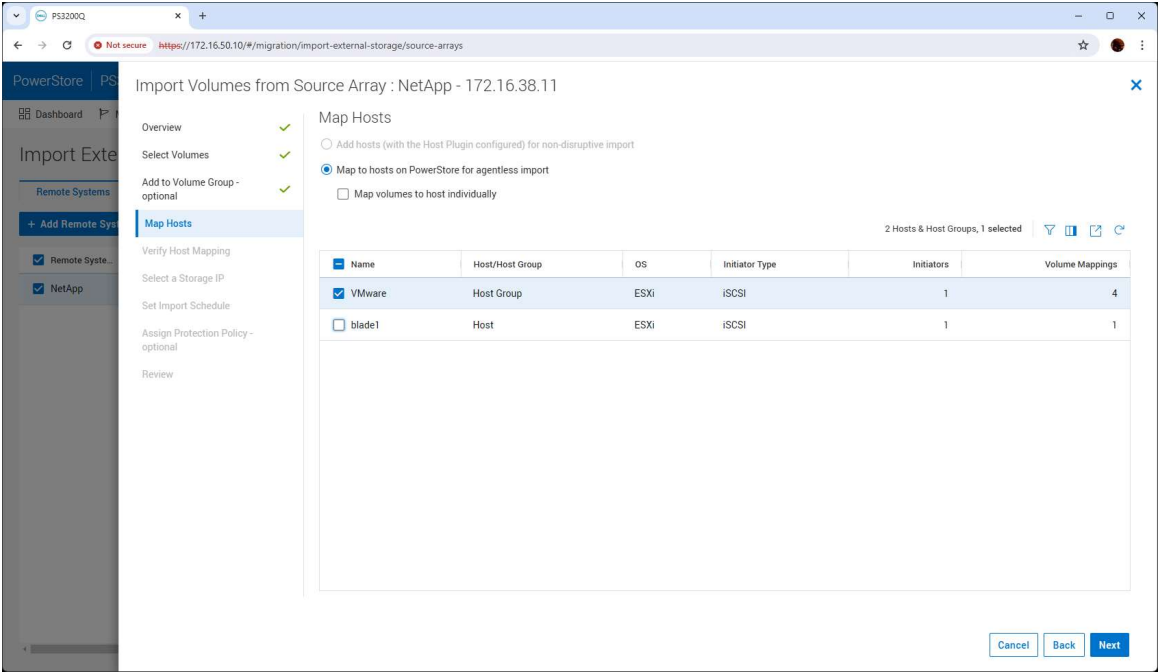 PS3200Q
Not secure https://172.16.50.10/#/migration/import-external-storage/source-arrays
PowerStore PS
Dashboard
Import Exte
Remote Systems
+ Add Remote Syst
Remote Syste...
NetApp
Import Volumes from Source Array : NetApp - 172.16.38.11
Overview
Select Volumes
Add to Volume Group -
optional
Map Hosts
Verify Host Mapping
Select a Storage IP
Set Import Schedule
Assign Protection Policy -
optional
Review
Map Hosts
Add hosts (with the Host Plugin configured) for non-disruptive import
Map to hosts on PowerStore for agentless import
Map volumes to host individually
2 Hosts & Host Groups, 1 selected
Name Host/Host Group OS Initiator Type Initiators Volume Mappings
VMware Host Group ESXi iSCSI 1 4
blade1 Host ESXi iSCSI 1 1
Cancel Back Next